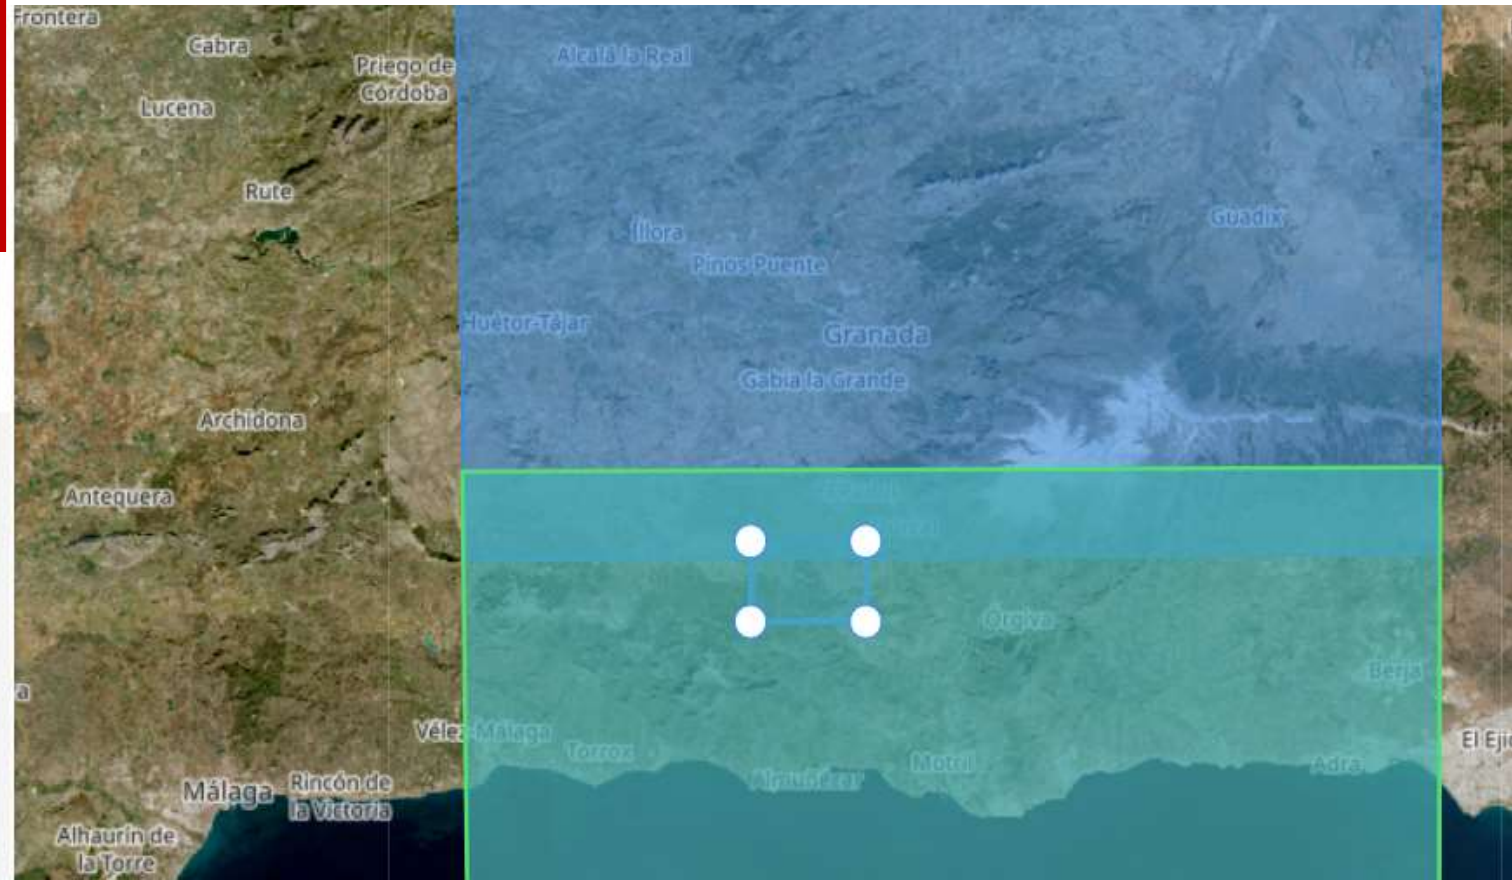 Frontera
Cabra
Alcalá la Real
Priego de
Córdoba
Lucena
Rute
Guadix
Íllora
Pinos Puente
Huétor-Tájar
Granada
Gabia la Grande
Archidona
Antequera
Órgiva
Berja
a
Vélez-Málaga
Torrox
El Eji
Motril
Adra
Almuñécar
Málaga
Rincón de
la Victoria
Alhaurín de
la Torre